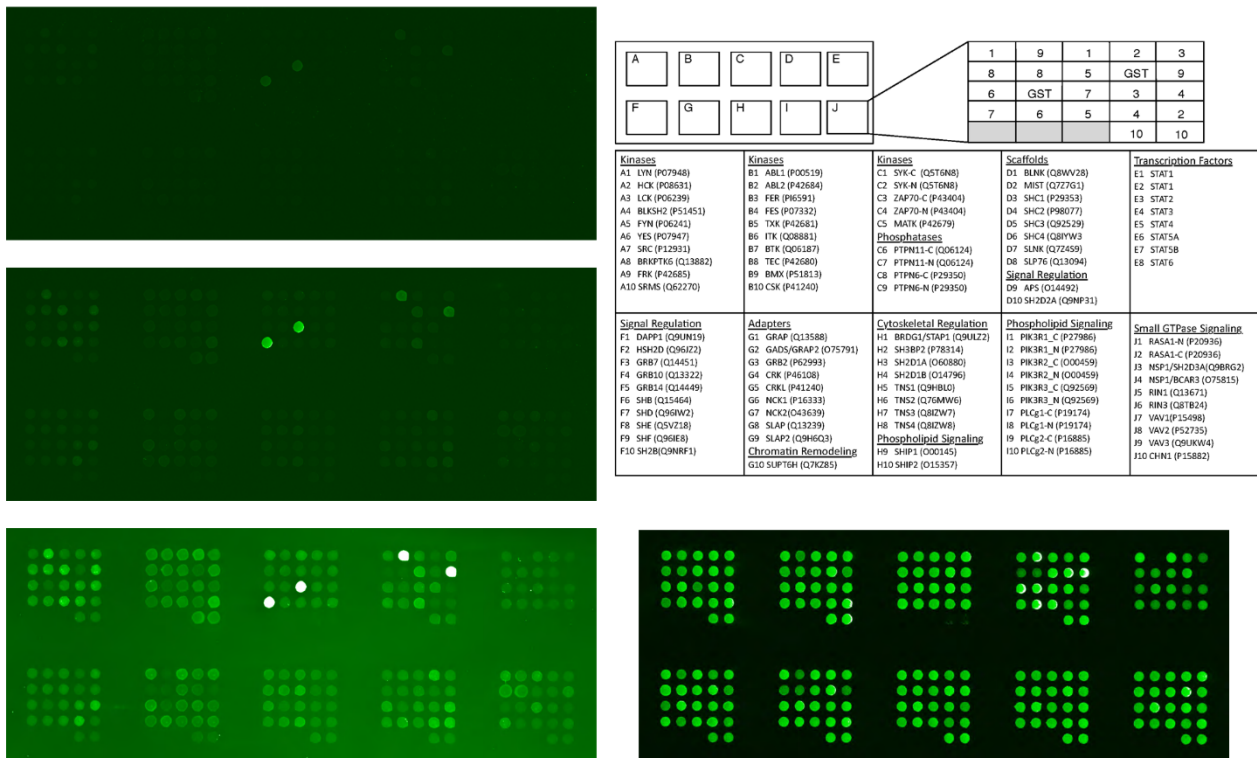 A B C D E
F G H I J
1 9 1 2 3
8 8 5 GST 9
6 GST 7 3 4
7 6 5 4 2
10 10
Kinases
A1 LYN (P07948)
A2 HCK (P08631)
A3 LCK (P06239)
A4 BLKSH2 (P51451)
A5 FYN (P06241)
A6 YES (P07947)
A7 SRC (P12931)
A8 BRKPTK6 (Q13882)
A9 FRK (P42685)
A10 SRMS (Q62270)
Kinases
B1 ABL1 (P00519)
B2 ABL2 (P42684)
B3 FER (PI6591)
B4 FES (P07332)
B5 TXK (P42681)
B6 ITK (Q08881)
B7 BTK (Q06187)
B8 TEC (P42680)
B9 BMX (P51813)
B10 CSK (P41240)
Kinases
C1 SYK-C (Q5T6N8)
C2 SYK-N (Q5T6N8)
C3 ZAP70-C (P43404)
C4 ZAP70-N (P43404)
C5 MATK (P42679)
Phosphatases
C6 PTPN11-C (Q06124)
C7 PTPN11-N (Q06124)
C8 PTPN6-C (P29350)
C9 PTPN6-N (P29350)
Scaffolds
D1 BLNK (Q8WV28)
D2 MIST (Q7Z7G1)
D3 SHC1 (P29353)
D4 SHC2 (P98077)
D5 SHC3 (Q92529)
D6 SHC4 (Q8IYW3
D7 SLNK (Q7Z4S9)
D8 SLP76 (Q13094)
Signal Regulation
D9 APS (O14492)
D10 SH2D2A (Q9NP31)
Transcription Factors
E1 STAT1
E2 STAT1
E3 STAT2
E4 STAT3
E5 STAT4
E6 STAT5A
E7 STAT5B
E8 STAT6
Signal Regulation
F1 DAPP1 (Q9UN19)
F2 HSH2D (Q96JZ2)
F3 GRB7 (Q14451)
F4 GRB10 (Q13322)
F5 GRB14 (Q14449)
F6 SHB (Q15464)
F7 SHD (Q96IW2)
F8 SHE (Q5VZ18)
F9 SHF (Q96IE8)
F10 SH2B(Q9NRF1)
Adapters
G1 GRAP (Q13588)
G2 GADS/GRAP2 (O75791)
G3 GRB2 (P62993)
G4 CRK (P46108)
G5 CRKL (P41240)
G6 NCK1 (P16333)
G7 NCK2(O43639)
G8 SLAP (Q13239)
G9 SLAP2 (Q9H6Q3)
Chromatin Remodeling
G10 SUPT6H (Q7KZ85)
Cytoskeletal Regulation
H1 BRDG1/STAP1 (Q9ULZ2)
H2 SH3BP2 (P78314)
H3 SH2D1A (O60880)
H4 SH2D1B (O14796)
H5 TNS1 (Q9HBL0)
H6 TNS2 (Q76MW6)
H7 TNS3 (Q8IZW7)
H8 TNS4 (Q8IZW8)
Phospholipid Signaling
H9 SHIP1 (O00145)
H10 SHIP2 (O15357)
Phospholipid Signaling
I1 PIK3R1_C (P27986)
I2 PIK3R1_N (P27986)
I3 PIK3R2_C (O00459)
I4 PIK3R2_N (O00459)
I5 PIK3R3_C (Q92569)
I6 PIK3R3_N (Q92569)
I7 PLCg1-C (P19174)
I8 PLCg1-N (P19174)
I9 PLCg2-C (P16885)
I10 PLCg2-N (P16885)
Small GTPase Signaling
J1 RASA1-N (P20936)
J2 RASA1-C (P20936)
J3 NSP1/SH2D3A(Q9BRG2)
J4 NSP1/BCAR3 (O75815)
J5 RIN1 (Q13671)
J6 RIN3 (Q8TB24)
J7 VAV1(P15498)
J8 VAV2 (P52735)
J9 VAV3 (Q9UKW4)
J10 CHN1 (P15882)